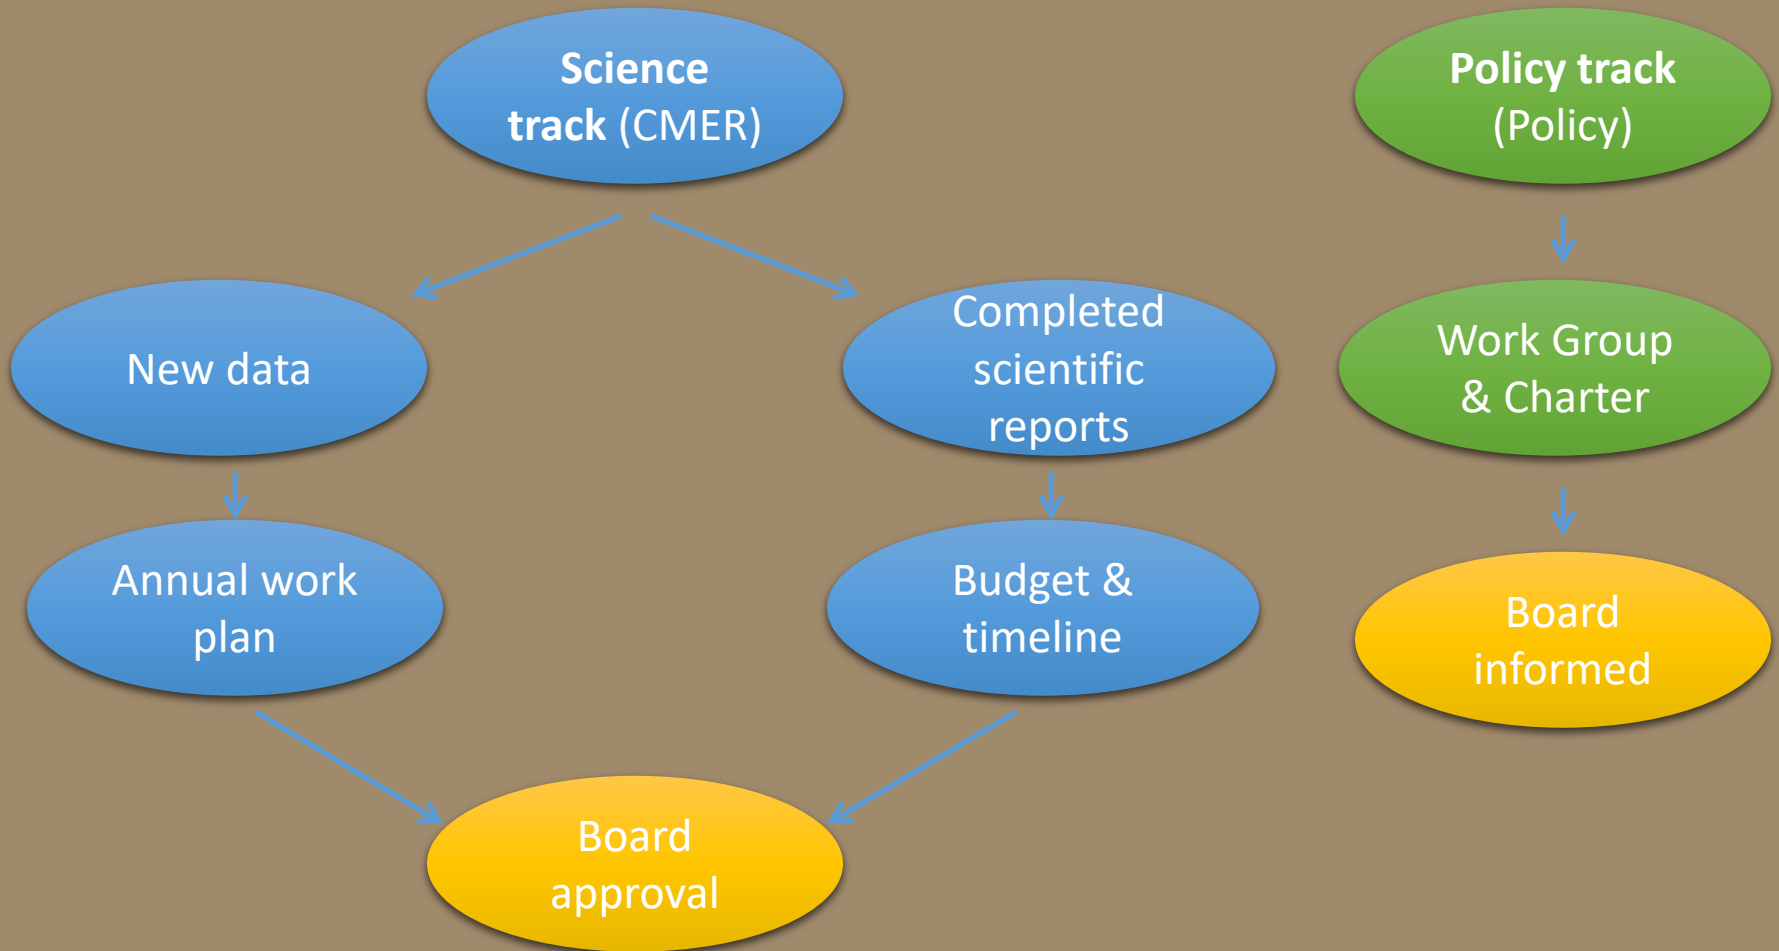 Science
track (CMER)
Policy track
(Policy)
New data
Completed
scientific
reports
Work Group
& Charter
Annual work
plan
Budget &
timeline
Board
informed
Board
approval